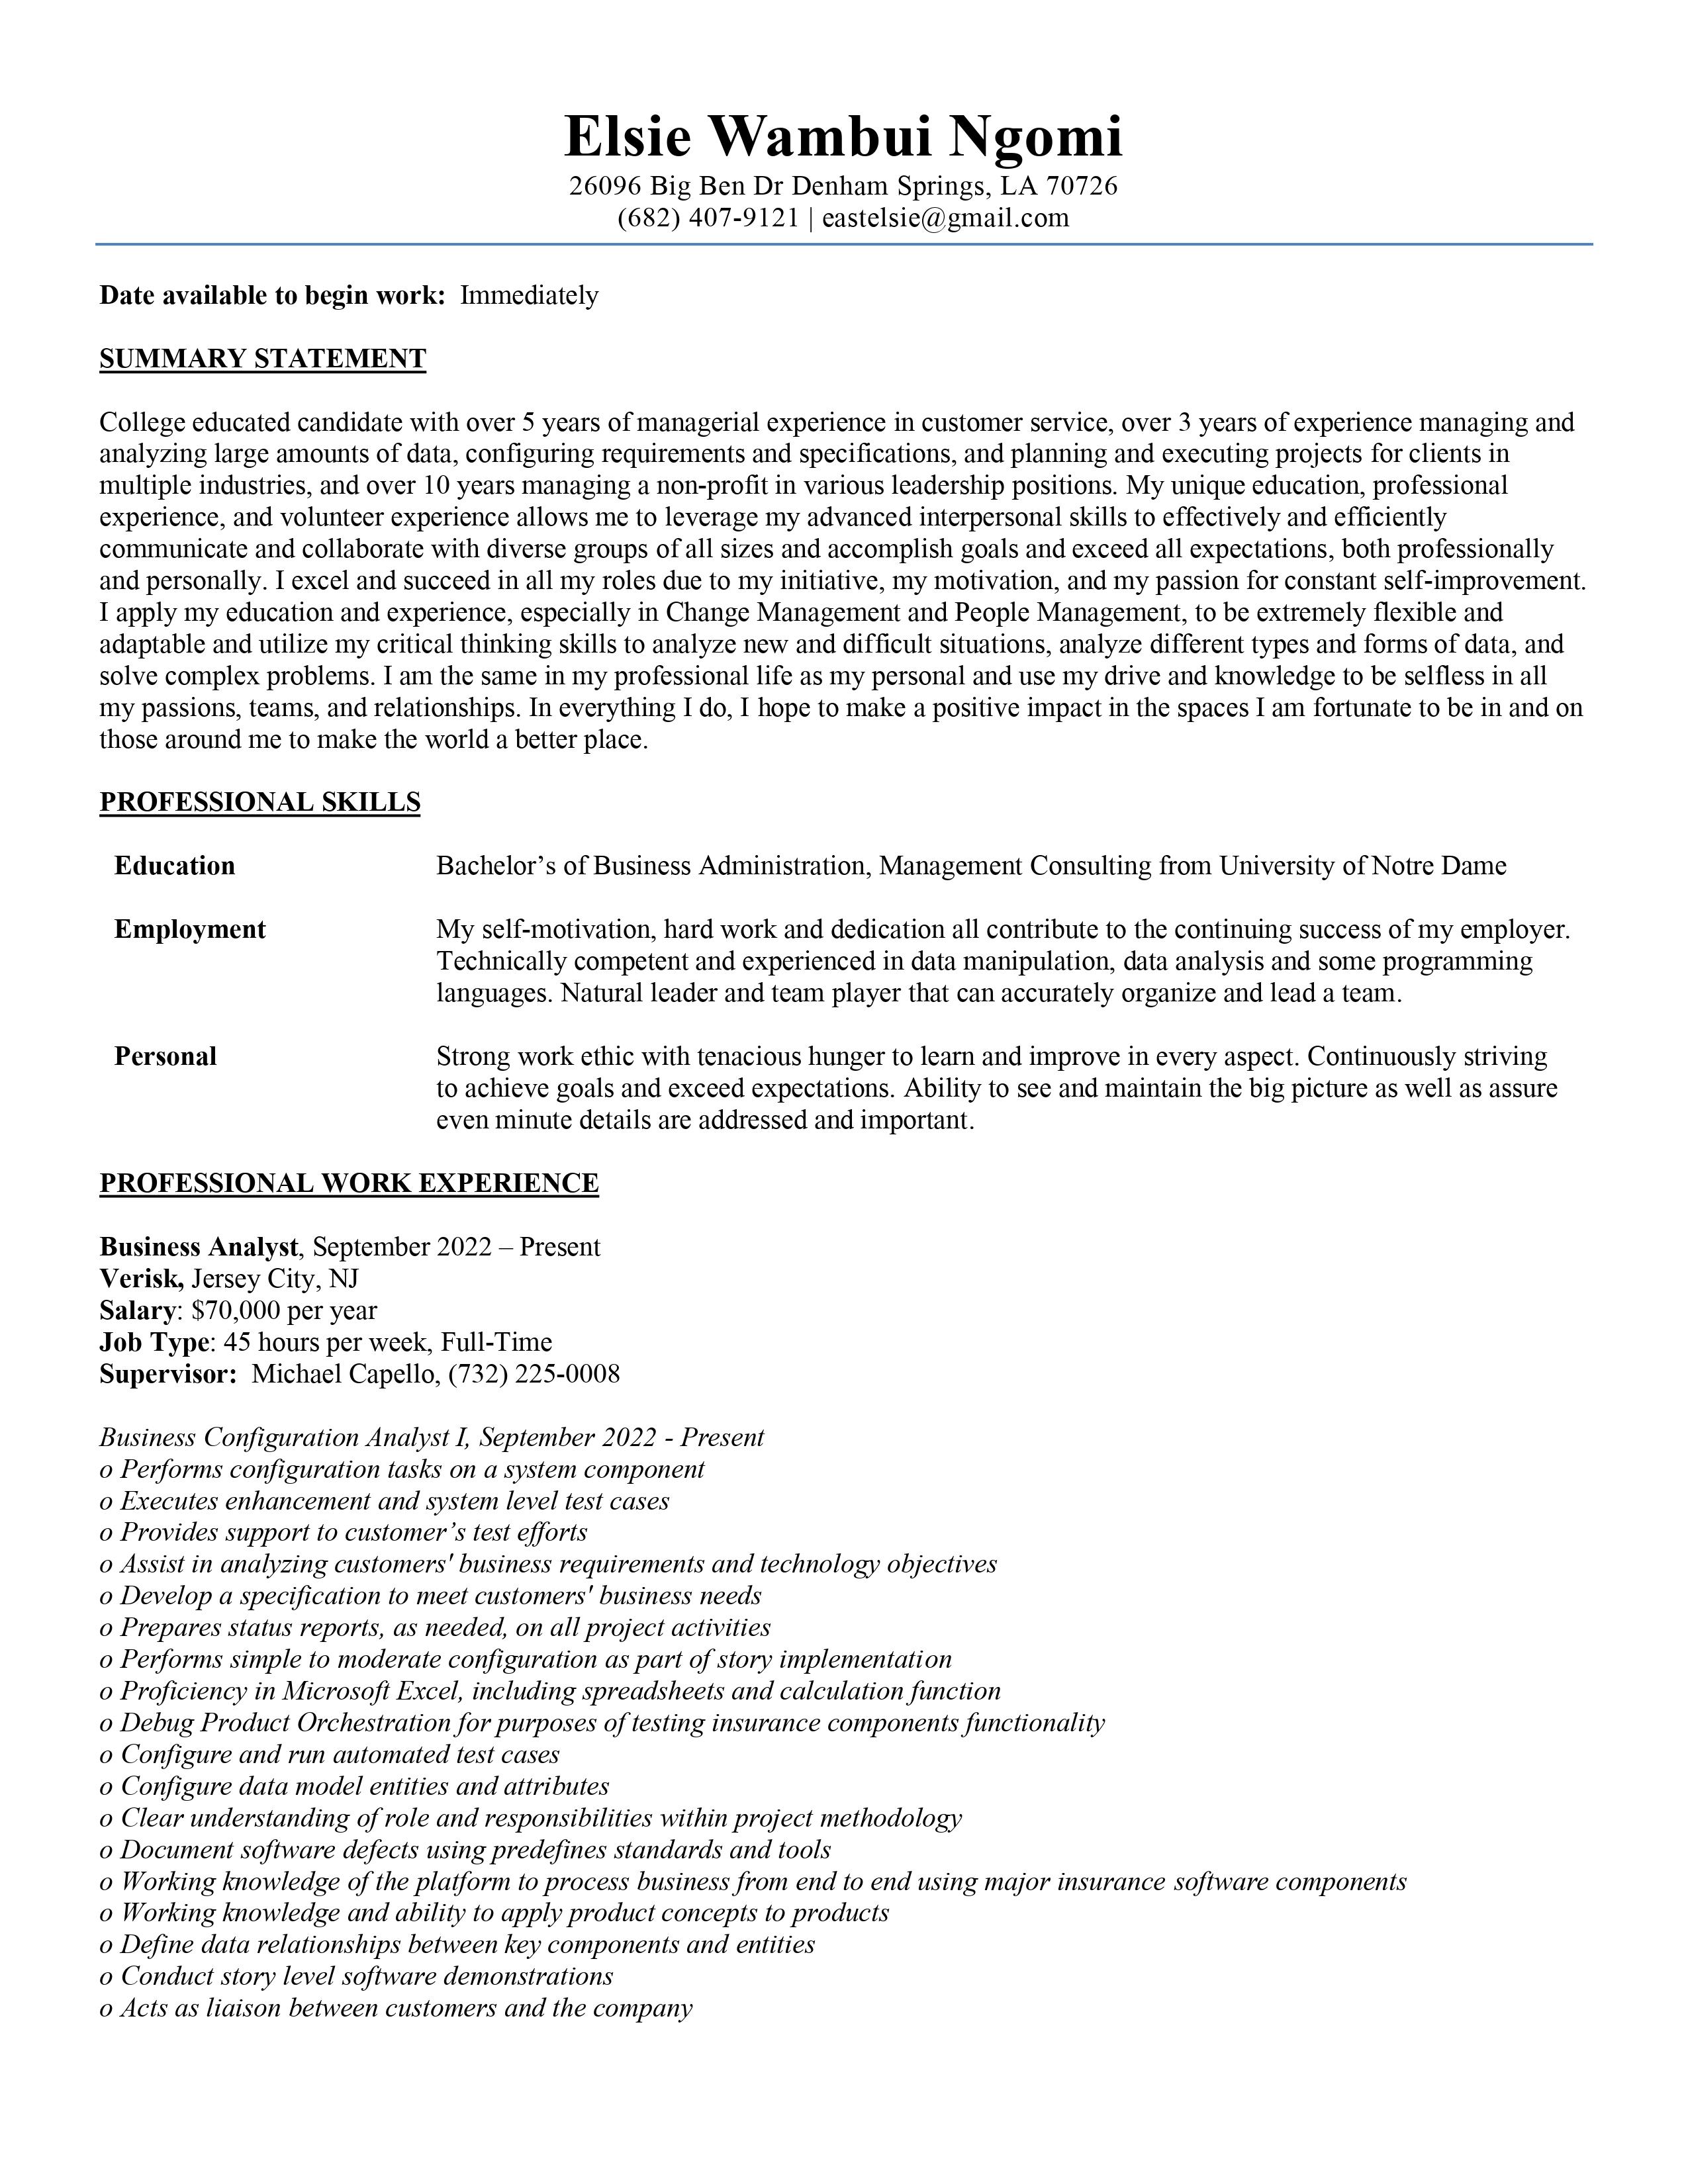 Elsie Wambui Ngomi
26096 Big Ben Dr Denham Springs, LA 70726
(682) 407-9121 | eastelsie@gmail.com
Date available to begin work: Immediately
SUMMARY STATEMENT
College educated candidate with over 5 years of managerial experience in customer service, over 3 years of experience managing and
analyzing large amounts of data, configuring requirements and specifications, and planning and executing projects for clients in
multiple industries, and over 10 years managing a non-profit in various leadership positions. My unique education, professional
experience, and volunteer experience allows me to leverage my advanced interpersonal skills to effectively and efficiently
communicate and collaborate with diverse groups of all sizes and accomplish goals and exceed all expectations, both professionally
and personally. I excel and succeed in all my roles due to my initiative, my motivation, and my passion for constant self-improvement.
I apply my education and experience, especially in Change Management and People Management, to be extremely flexible and
adaptable and utilize my critical thinking skills to analyze new and difficult situations, analyze different types and forms of data, and
solve complex problems. I am the same in my professional life as my personal and use my drive and knowledge to be selfless in all
my passions, teams, and relationships. In everything I do, I hope to make a positive impact in the spaces I am fortunate to be in and on
those around me to make the world a better place.
PROFESSIONAL SKILLS
Education Bachelor’s of Business Administration, Management Consulting from University of Notre Dame
Employment My self-motivation, hard work and dedication all contribute to the continuing success of my employer.
Technically competent and experienced in data manipulation, data analysis and some programming
languages. Natural leader and team player that can accurately organize and lead a team.
Personal Strong work ethic with tenacious hunger to learn and improve in every aspect. Continuously striving
to achieve goals and exceed expectations. Ability to see and maintain the big picture as well as assure
even minute details are addressed and important.
PROFESSIONAL WORK EXPERIENCE
Business Analyst, September 2022 – Present
Verisk, Jersey City, NJ
Salary: $70,000 per year
Job Type: 45 hours per week, Full-Time
Supervisor: Michael Capello, (732) 225-0008
Business Configuration Analyst I, September 2022 - Present
o Performs configuration tasks on a system component
o Executes enhancement and system level test cases
o Provides support to customer’s test efforts
o Assist in analyzing customers' business requirements and technology objectives
o Develop a specification to meet customers' business needs
o Prepares status reports, as needed, on all project activities
o Performs simple to moderate configuration as part of story implementation
o Proficiency in Microsoft Excel, including spreadsheets and calculation function
o Debug Product Orchestration for purposes of testing insurance components functionality
o Configure and run automated test cases
o Configure data model entities and attributes
o Clear understanding of role and responsibilities within project methodology
o Document software defects using predefines standards and tools
o Working knowledge of the platform to process business from end to end using major insurance software components
o Working knowledge and ability to apply product concepts to products
o Define data relationships between key components and entities
o Conduct story level software demonstrations
o Acts as liaison between customers and the company